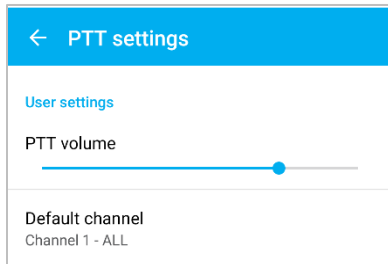 PTT settings
User settings
PTT volume
Default channel
Channel 1 - ALL